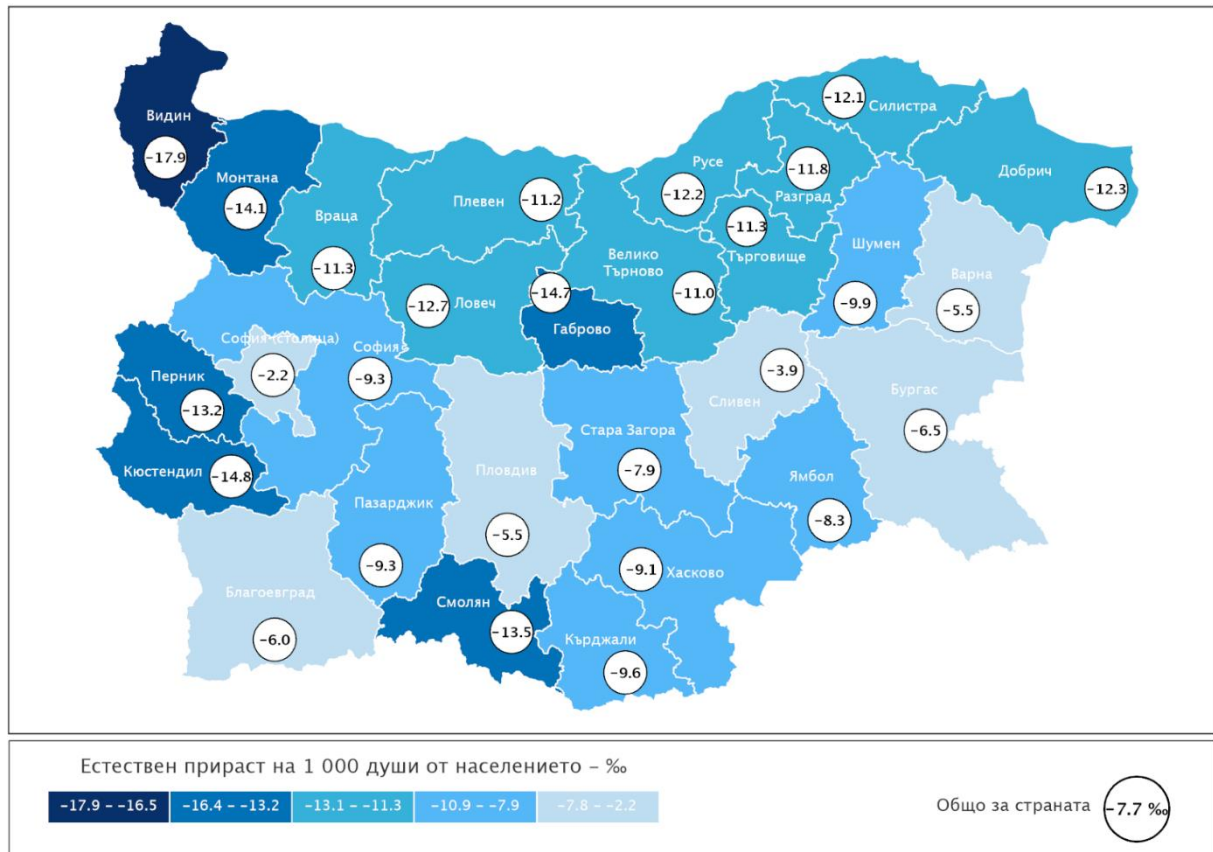 Видин
−17.9
Монтана
−14.1
Враца
−11.3
Плевен
−11.2
Ловеч
−12.7
−14.7
Габрово
Велико
Търново
−11.0
Русе
−12.2
−11.3
Търговище
−11.8
Разград
−12.1
Силистра
Добрич
−12.3
Шумен
−9.9
Варна
−5.5
София (столица)
−2.2
София
−9.3
Перник
−13.2
Кюстендил
−14.8
Благоевград
−6.0
Пазарджик
−9.3
Пловдив
−5.5
Смолян
−13.5
Стара Загора
−7.9
−9.1
Хасково
Кърджали
−9.6
−3.9
Сливен
Ямбол
−8.3
Бургас
−6.5
Естествен прираст на 1 000 души от населението – ‰
−17.9 – −16.5
−16.4 – −13.2
−13.1 – −11.3
−10.9 – −7.9
−7.8 – −2.2
Общо за страната
−7.7 ‰